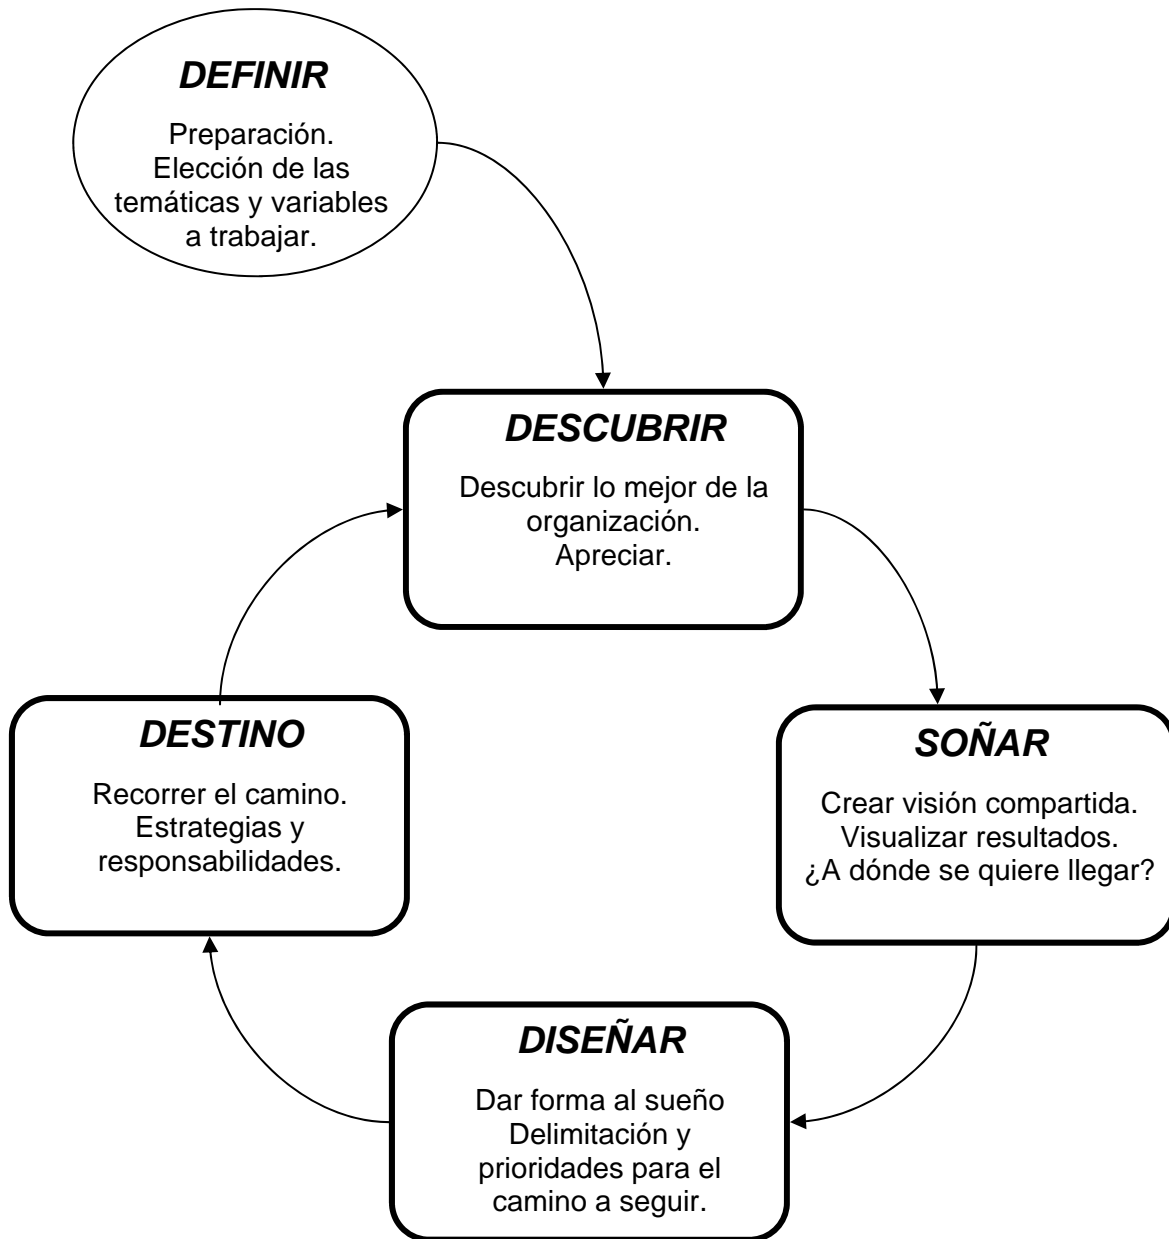 DEFINIR
Preparación.
Elección de las
temáticas y variables
a trabajar.
DESCUBRIR
Descubrir lo mejor de la
organización.
Apreciar.
DESTINO
Recorrer el camino.
Estrategias y
responsabilidades.
SOÑAR
Crear visión compartida.
Visualizar resultados.
¿A dónde se quiere llegar?
DISEÑAR
Dar forma al sueño
Delimitación y
prioridades para el
camino a seguir.